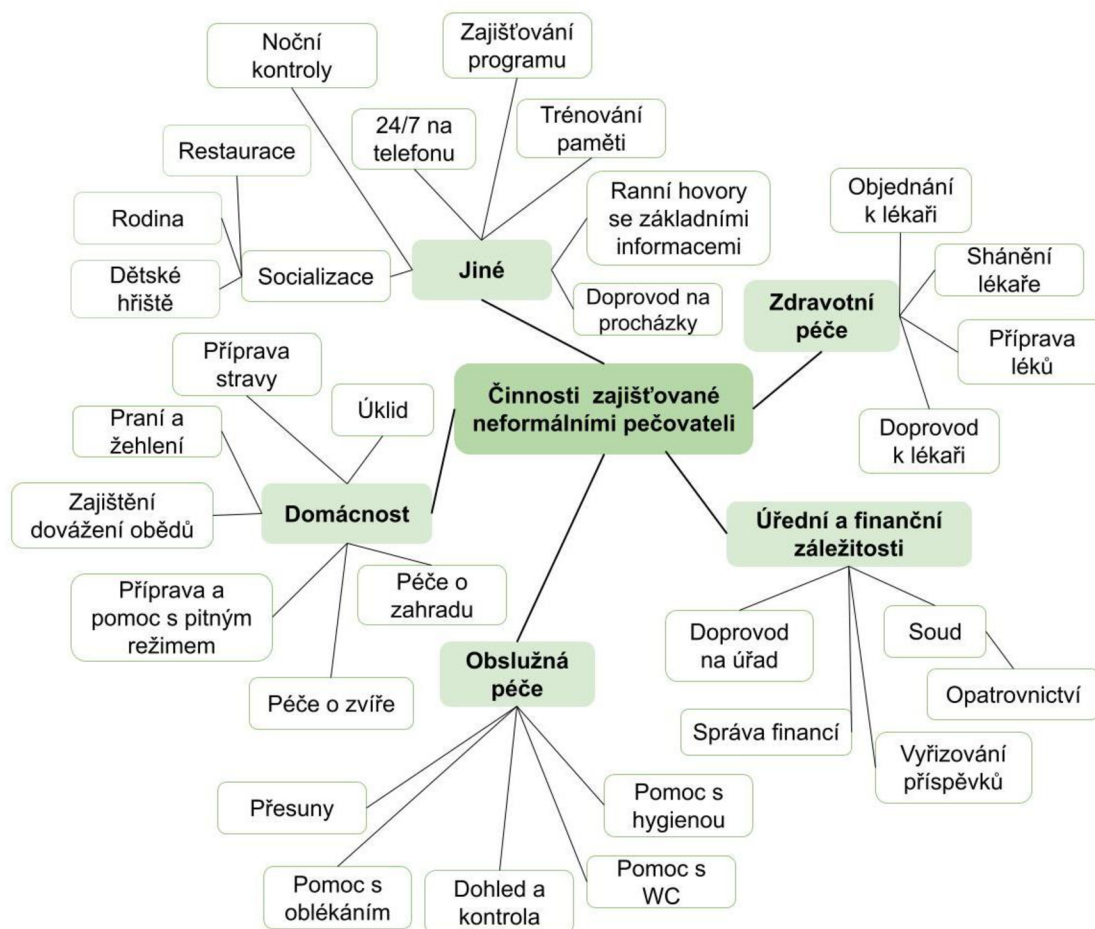 Noční
kontroly
Zajišťování
programu
24/7 na
telefonu
Trénování
paměti
Restaurace
Rodina
Dětské
hřiště
Socializace
Jiné
Ranní hovory
se základními
informacemi
Doprovod na
procházky
Objednání
k lékaři
Shánění
lékaře
Zdravotní
péče
Příprava
léků
Doprovod
k lékaři
Činnosti zajišťované
neformálními pečovateli
Příprava
stravy
Úklid
Praní a
žehlení
Zajištění
dovážení obědů
Domácnost
Příprava a
pomoc s pitným
režimem
Péče o
zahradu
Péče o zvíře
Úřední a finanční
záležitosti
Doprovod
na úřad
Soud
Opatrovnictví
Správa financí
Vyřizování
příspěvků
Obslužná
péče
Přesuny
Pomoc s
oblékáním
Dohled a
kontrola
Pomoc s
WC
Pomoc s
hygienou